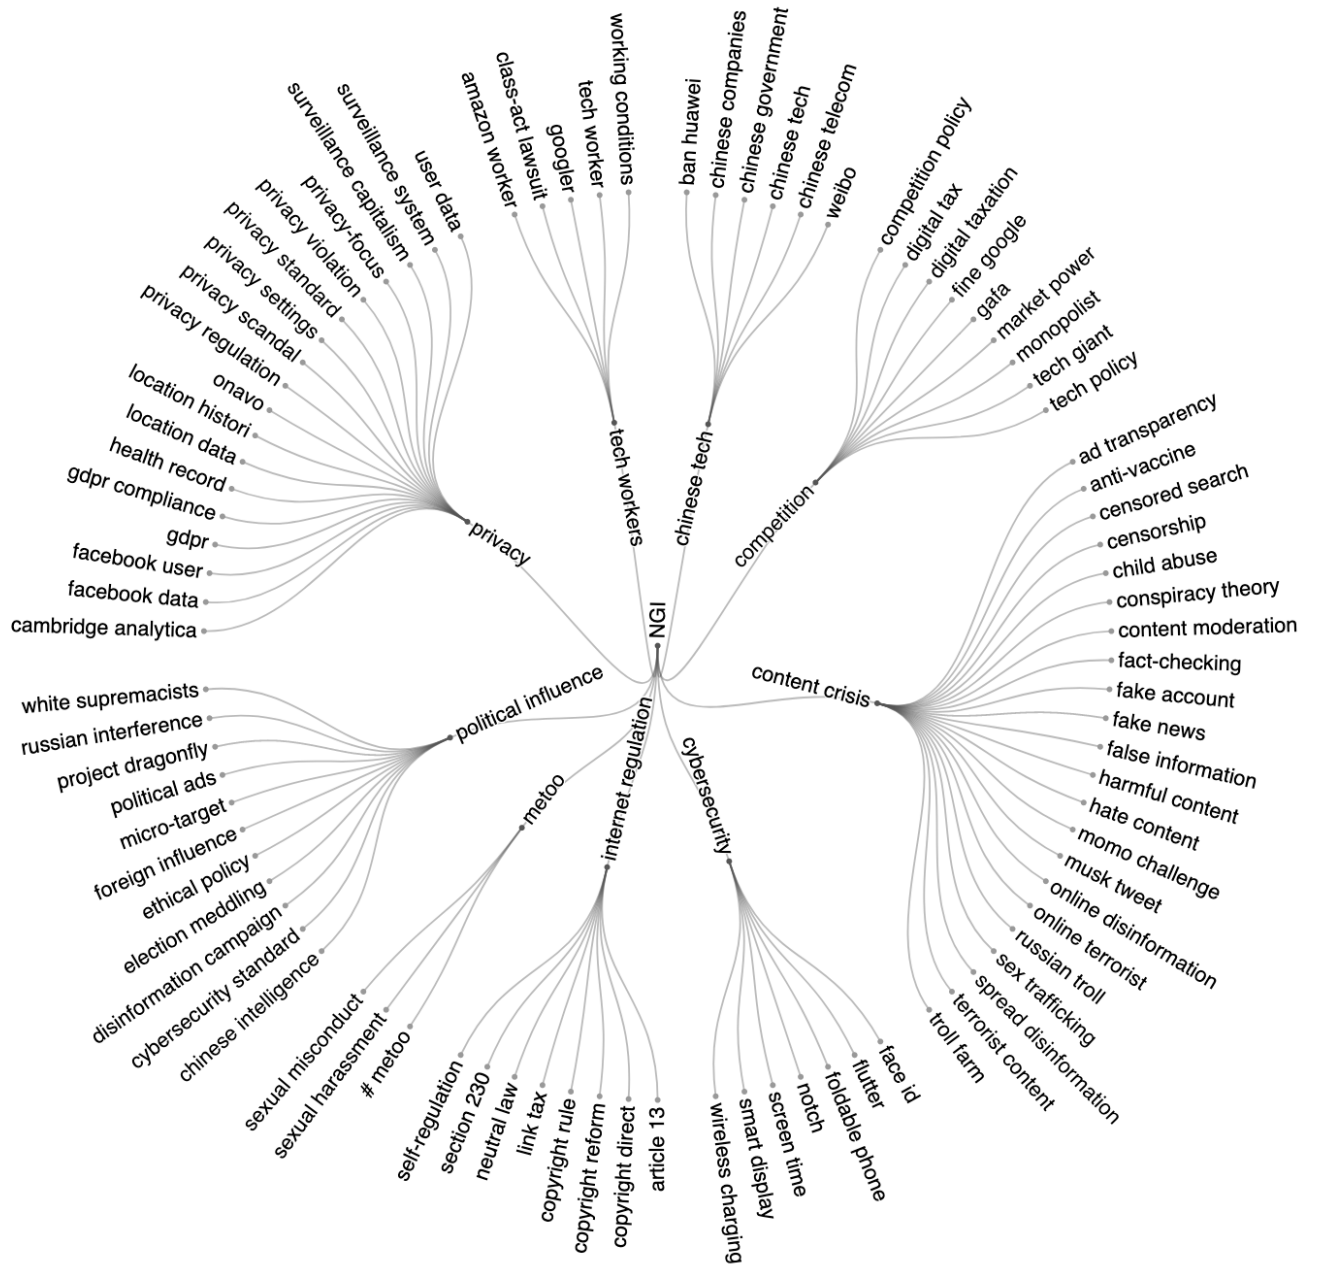 NGI
tech workers
amazon worker
class-act lawsuit
googler
tech worker
working conditions
chinese tech
ban huawei
chinese companies
chinese government
chinese tech
chinese telecom
weibo
competition
competition policy
digital tax
digital taxation
fine google
gafa
market power
monopolist
tech giant
tech policy
content crisis
ad transparency
anti-vaccine
censored search
censorship
child abuse
conspiracy theory
content moderation
fact-checking
fake account
fake news
false information
harmful content
hate content
momo challenge
musk tweet
online disinformation
online terrorist
russian troll
sex trafficking
spread disinformation
terrorist content
troll farm
cybersecurity
face id
flutter
foldable phone
notch
screen time
smart display
wireless charging
internet regulation
article 13
copyright direct
copyright reform
copyright rule
link tax
neutral law
section 230
self-regulation
metoo
# metoo
sexual harassment
sexual misconduct
political influence
chinese intelligence
cybersecurity standard
disinformation campaign
election meddling
ethical policy
foreign influence
micro-target
political ads
project dragonfly
russian interference
white supremacists
privacy
cambridge analytica
facebook data
facebook user
gdpr
gdpr compliance
health record
location data
location histori
onavo
privacy regulation
privacy scandal
privacy settings
privacy standard
privacy violation
privacy-focus
surveillance capitalism
surveillance system
user data